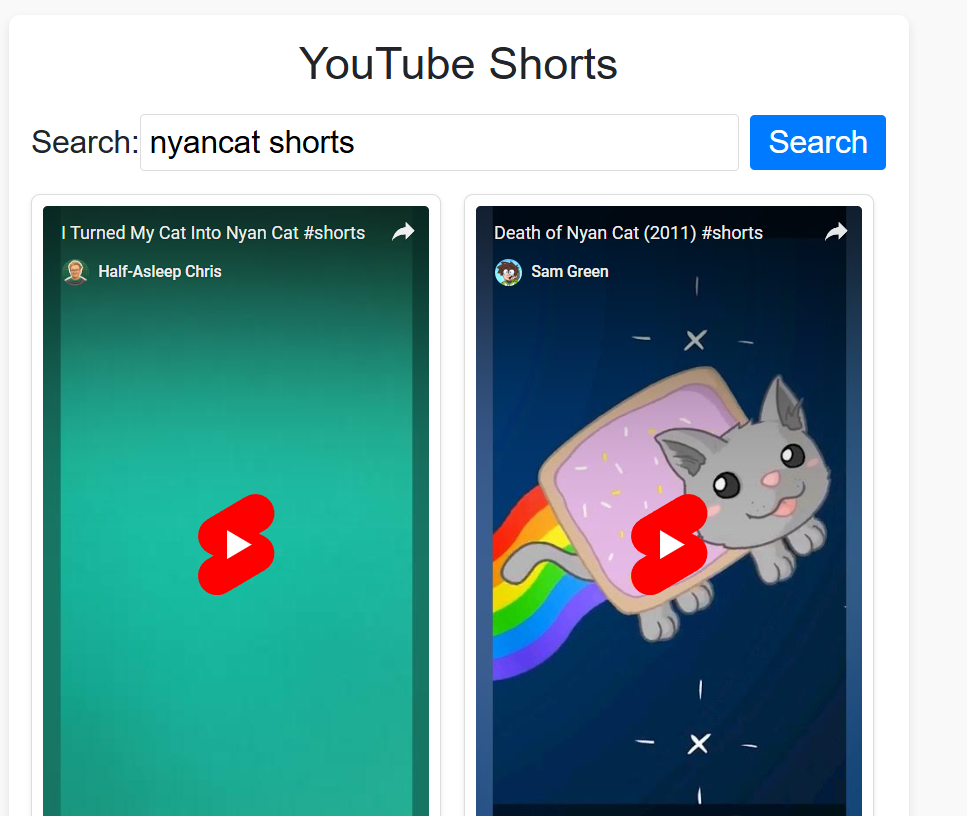 YouTube Shorts
Search: nyancat shorts Search
I Turned My Cat Into Nyan Cat #shorts
Half-Asleep Chris
Death of Nyan Cat (2011) #shorts
Sam Green